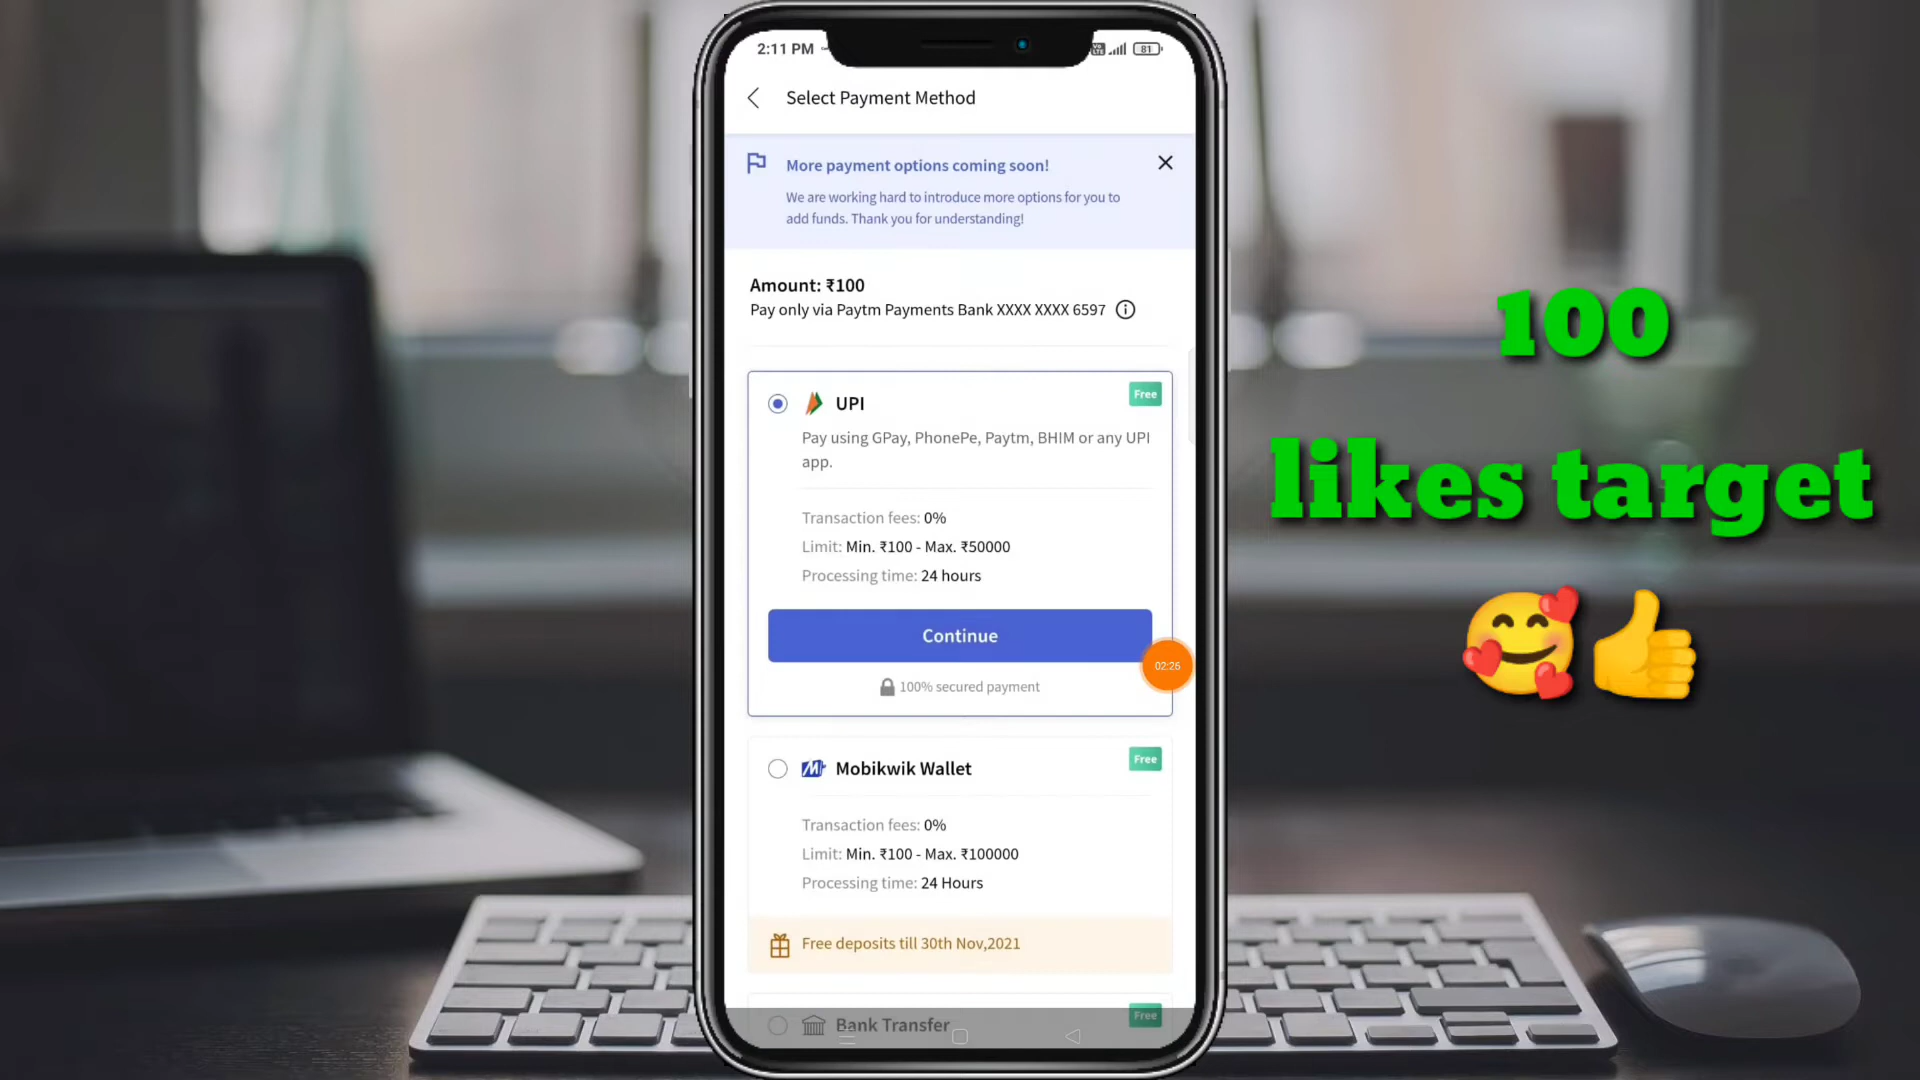 2:11 PM
81
Select Payment Method
More payment options coming soon!
We are working hard to introduce more options for you to
add funds. Thank you for understanding!
Amount: ₹100
Pay only via Paytm Payments Bank XXXX XXXX 6597
UPI
Free
Pay using GPay, PhonePe, Paytm, BHIM or any UPI
app.
Transaction fees: 0%
Limit: Min. ₹100 - Max. ₹50000
Processing time: 24 hours
Continue
02:26
100% secured payment
Mobikwik Wallet
Free
Transaction fees: 0%
Limit: Min. ₹100 - Max. ₹100000
Processing time: 24 Hours
Free deposits till 30th Nov,2021
Bank Transfer
Free
100
likes target